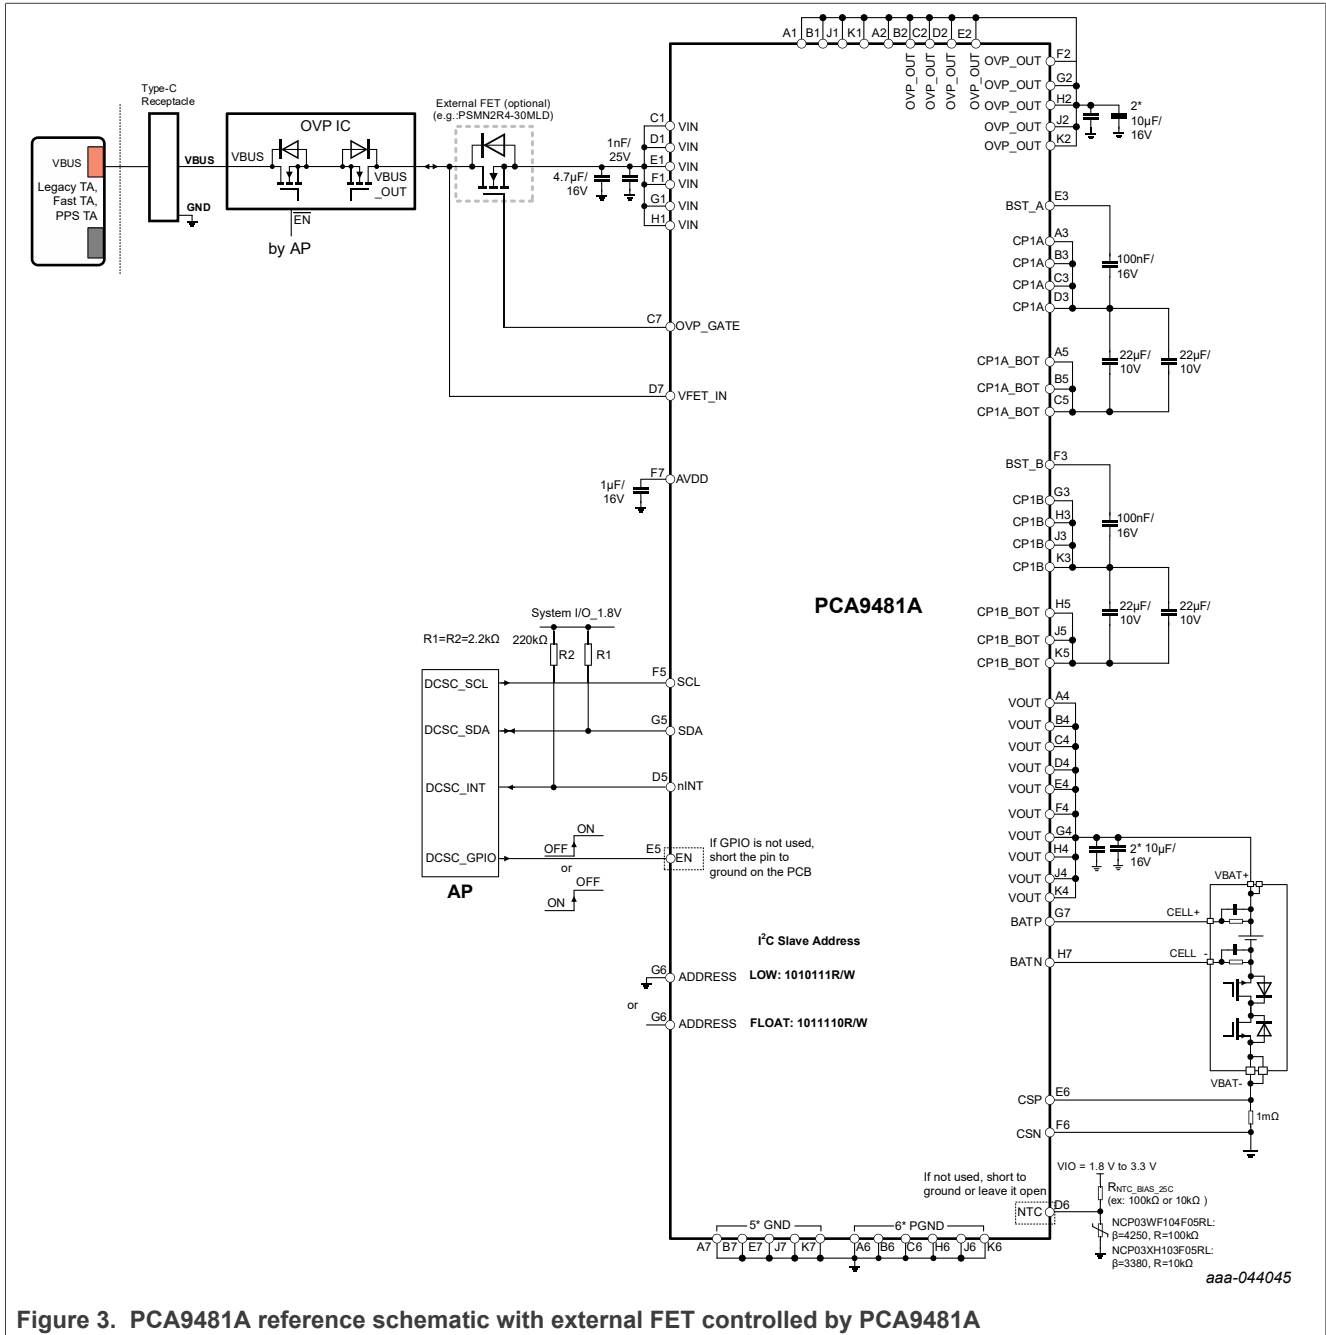 A1 B1 J1 K1 A2 B2 C2 D2 E2
OVP_OUT
OVP_OUT
OVP_OUT
OVP_OUT
OVP_OUT F2
OVP_OUT G2
OVP_OUT H2
OVP_OUT J2
OVP_OUT K2
2*
10µF/
16V
Type-C
Receptacle
VBUS
Legacy TA,
Fast TA,
PPS TA
VBUS
GND
OVP IC
VBUS
VBUS
_OUT
EN
by AP
External FET (optional)
(e.g.:PSMN2R4-30MLD)
4.7µF/
16V
1nF/
25V
C1 VIN
D1 VIN
E1 VIN
F1 VIN
G1 VIN
H1 VIN
C7 OVP_GATE
D7 VFET_IN
F7 AVDD
1µF/
16V
BST_A E3
CP1A A3
CP1A B3
CP1A C3
CP1A D3
100nF/
16V
CP1A_BOT A5
CP1A_BOT B5
CP1A_BOT C5
22µF/
10V
22µF/
10V
BST_B F3
CP1B G3
CP1B H3
CP1B J3
CP1B K3
100nF/
16V
PCA9481A
CP1B_BOT H5
CP1B_BOT J5
CP1B_BOT K5
22µF/
10V
22µF/
10V
System I/O_1.8V
R1=R2=2.2kΩ 220kΩ
R2 R1
DCSC_SCL F5 SCL
DCSC_SDA G5 SDA
DCSC_INT D5 nINT
DCSC_GPIO E5 EN
AP
OFF ON
or
ON OFF
If GPIO is not used,
short the pin to
ground on the PCB
VOUT A4
VOUT B4
VOUT C4
VOUT D4
VOUT E4
VOUT F4
VOUT G4
VOUT H4
VOUT J4
VOUT K4
2* 10µF/
16V
VBAT+
BATP G7 CELL+
BATN H7 CELL -
VBAT-
I2C Slave Address
G6 ADDRESS LOW: 1010111R/W
or
G6 ADDRESS FLOAT: 1011110R/W
CSP E6
CSN F6
1mΩ
VIO = 1.8 V to 3.3 V
If not used, short to
ground or leave it open
NTC D6
RNTC_BIAS_25C
(ex: 100kΩ or 10kΩ )
NCP03WF104F05RL:
β=4250, R=100kΩ
NCP03XH103F05RL:
β=3380, R=10kΩ
5* GND
A7 B7 E7 J7 K7
6* PGND
A6 B6 C6 H6 J6 K6
aaa-044045
Figure 3. PCA9481A reference schematic with external FET controlled by PCA9481A